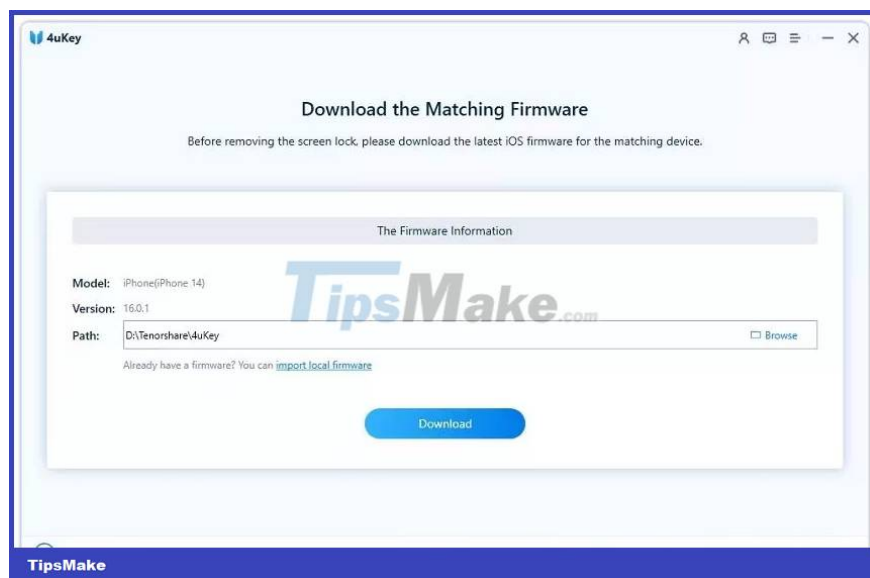 4uKey
Download the Matching Firmware
Before removing the screen lock, please download the latest iOS firmware for the matching device.
The Firmware Information
Model: iPhone(iPhone 14)
TipsMake.com
Version: 16.0.1
Path: D:\Tenorshare\4uKey Browse
Already have a firmware? You can import local firmware
Download
TipsMake